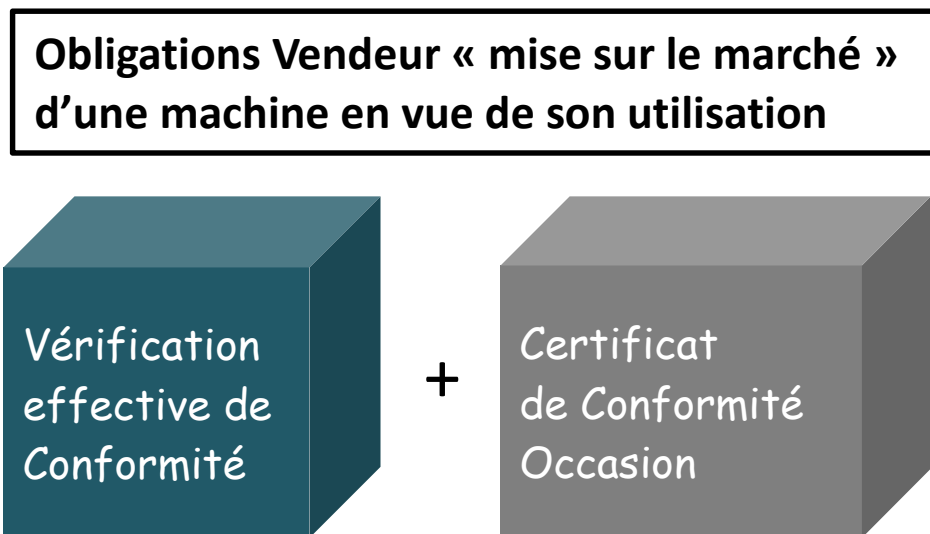 Obligations Vendeur « mise sur le marché »
d’une machine en vue de son utilisation
Vérification
effective de
Conformité
+
Certificat
de Conformité
Occasion